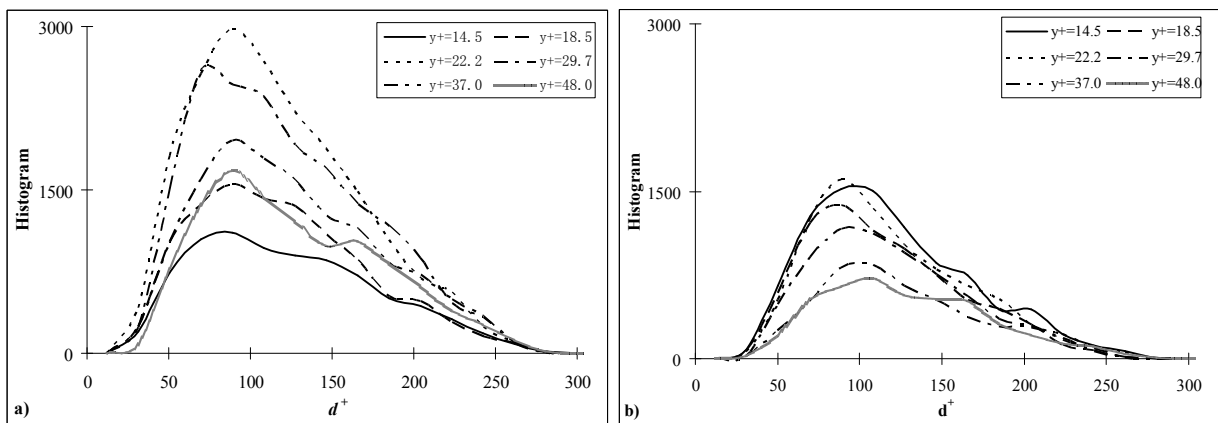 3000
1500
0
Histogram
y+=14.5 y+=18.5
y+=22.2 y+=29.7
y+=37.0 y+=48.0
0 50 100 150 200 250 300
d+
a)
3000
1500
0
Histogram
y+=14.5 y+=18.5
y+=22.2 y+=29.7
y+=37.0 y+=48.0
0 50 100 150 200 250 300
d+
b)